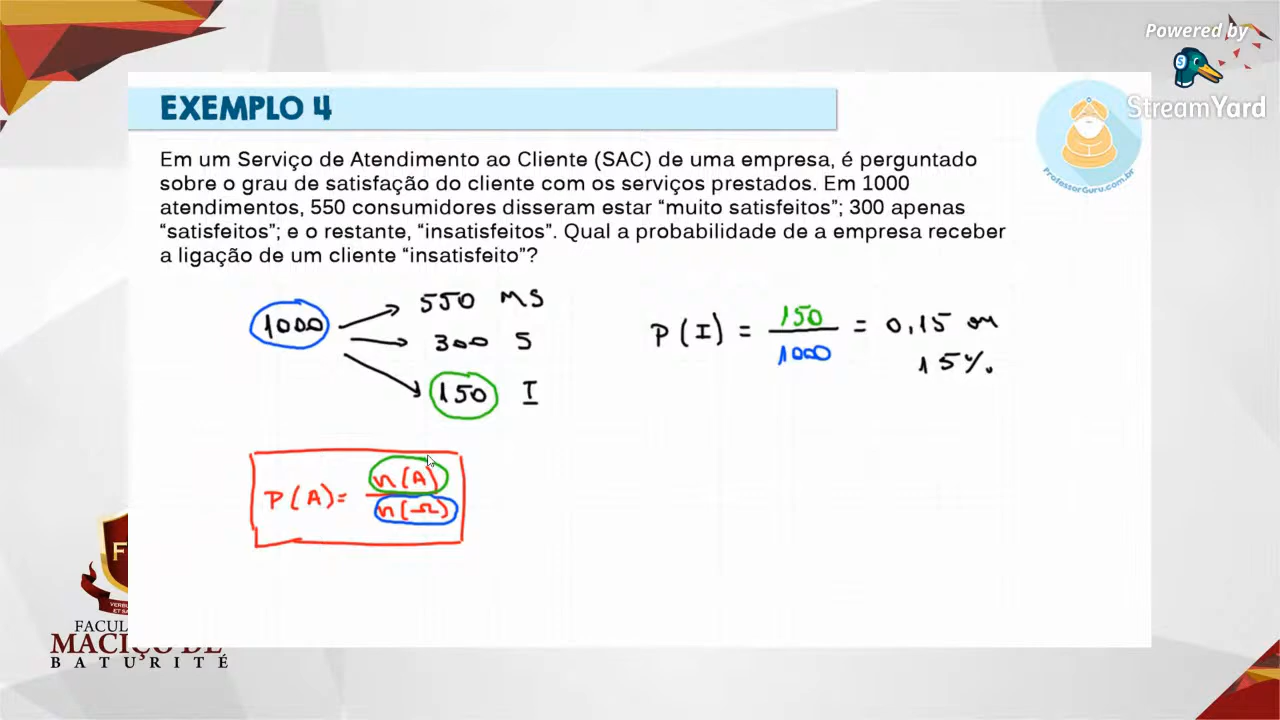 Powered by
StreamYard
EXEMPLO 4
ProfessorGuru.com.br
Em um Serviço de Atendimento ao Cliente (SAC) de uma empresa, é perguntado
sobre o grau de satisfação do cliente com os serviços prestados. Em 1000
atendimentos, 550 consumidores disseram estar “muito satisfeitos”; 300 apenas
“satisfeitos”; e o restante, “insatisfeitos”. Qual a probabilidade de a empresa receber
a ligação de um cliente “insatisfeito”?
1000
550 MS
300 S
150 I
P(I) = 150/1000 = 0,15 ou
15%
P(A) = n(A)/n(Ω)
MACIÇO DE
BATURITÉ